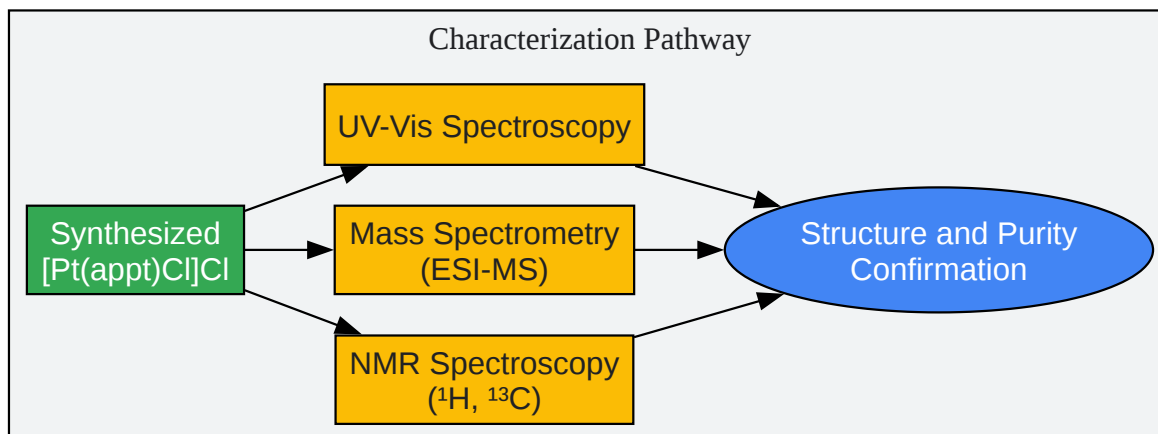 Characterization Pathway
UV-Vis Spectroscopy
Synthesized
[Pt(appt)Cl]Cl
Mass Spectrometry
(ESI-MS)
Structure and Purity
Confirmation
NMR Spectroscopy
(¹H, ¹³C)